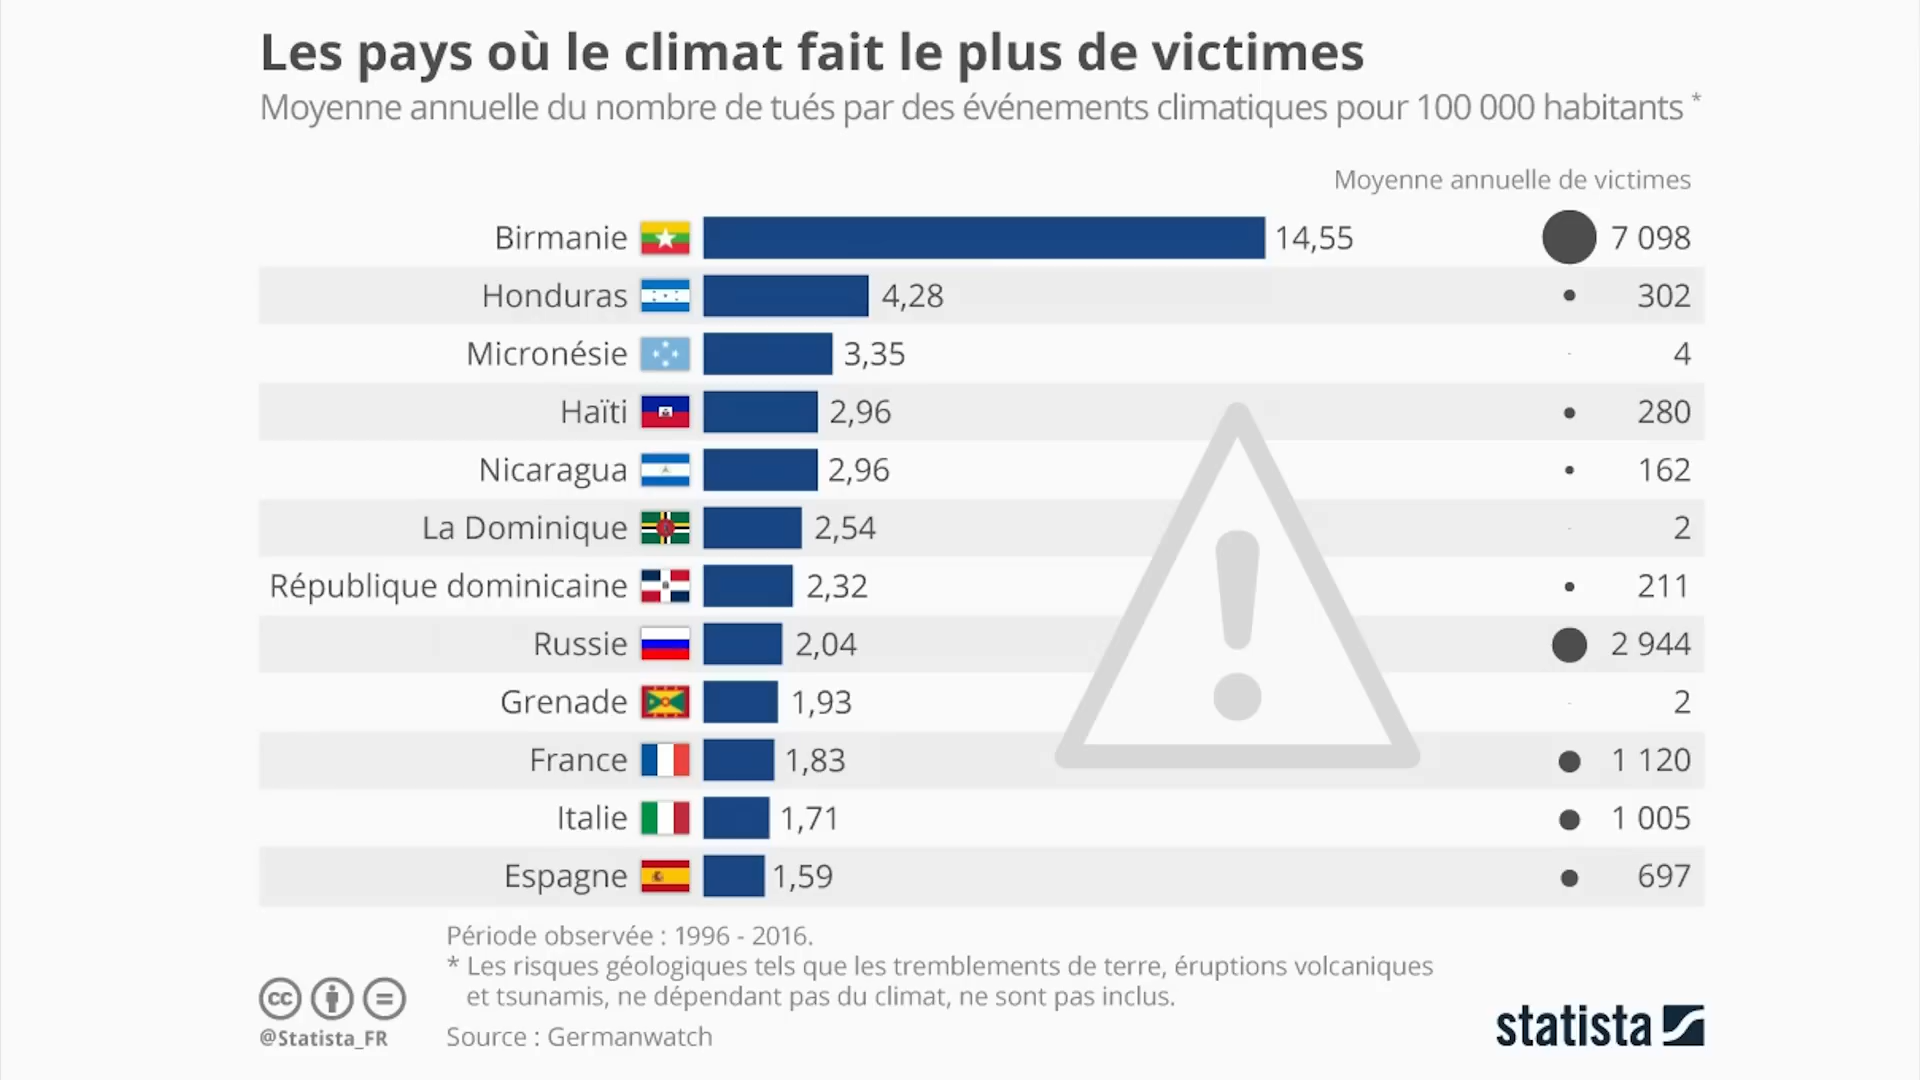 Les pays où le climat fait le plus de victimes
Moyenne annuelle du nombre de tués par des événements climatiques pour 100 000 habitants *
Moyenne annuelle de victimes
Birmanie 14,55 7 098
Honduras 4,28 302
Micronésie 3,35 4
Haïti 2,96 280
Nicaragua 2,96 162
La Dominique 2,54 2
République dominicaine 2,32 211
Russie 2,04 2 944
Grenade 1,93 2
France 1,83 1 120
Italie 1,71 1 005
Espagne 1,59 697
Période observée : 1996 - 2016.
* Les risques géologiques tels que les tremblements de terre, éruptions volcaniques
et tsunamis, ne dépendant pas du climat, ne sont pas inclus.
cc
@Statista_FR
Source : Germanwatch
statista